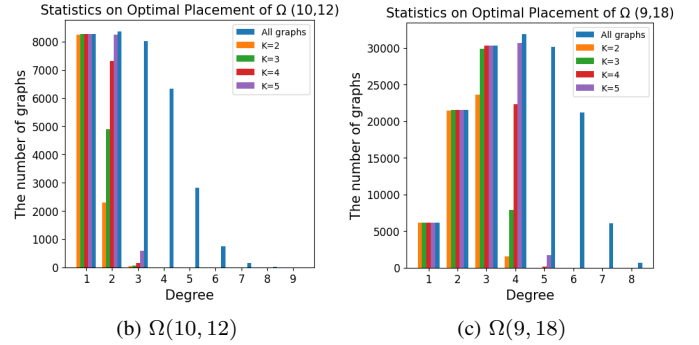 Statistics on Optimal Placement of Ω (10,12)
The number of graphs
8000
7000
6000
5000
4000
3000
2000
1000
0
All graphs
K=2
K=3
K=4
K=5
1 2 3 4 5 6 7 8 9
Degree
(b) Ω(10, 12)
Statistics on Optimal Placement of Ω (9,18)
The number of graphs
30000
25000
20000
15000
10000
5000
0
All graphs
K=2
K=3
K=4
K=5
1 2 3 4 5 6 7 8
Degree
(c) Ω(9, 18)